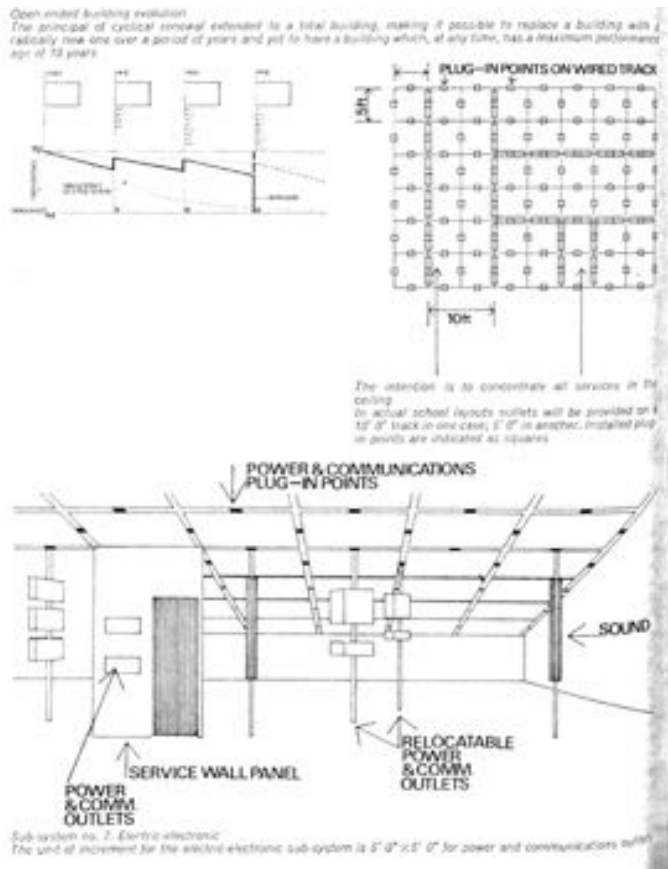 Open ended building evolution
The principal of cyclical renewal extended to a total building, making it possible to replace a building with a
radically new one over a period of years and yet to have a building which, at any time, has a maximum performance
age of 10 years
PLUG-IN POINTS ON WIRED TRACK
5ft
10ft
The intention is to concentrate all services in the
ceiling
In actual school layouts outlets will be provided on
10' 0" track in one case; 5' 0" in another. Installed plug
in points are indicated as squares
POWER & COMMUNICATIONS
PLUG-IN POINTS
SOUND
RELOCATABLE
POWER
& COMM.
OUTLETS
SERVICE WALL PANEL
POWER
& COMM.
OUTLETS
Sub-system no. 7. Electric-electronic
The unit of increment for the electric-electronic sub-system is 5' 0" x 5' 0" for power and communications outlets